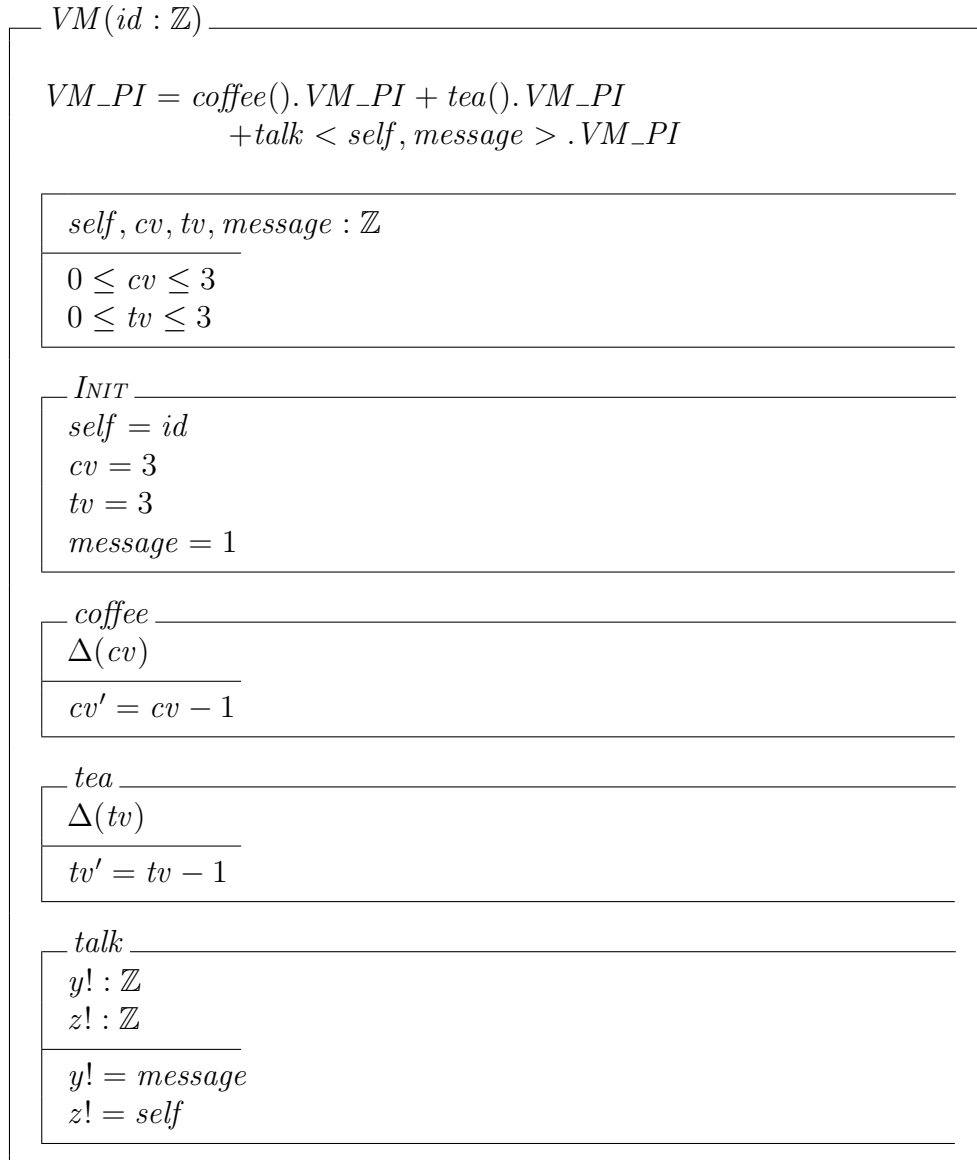 VM(id : ℤ)
VM_PI = coffee().VM_PI + tea().VM_PI
+talk < self, message > .VM_PI
self, cv, tv, message : ℤ
0 ≤ cv ≤ 3
0 ≤ tv ≤ 3
INIT
self = id
cv = 3
tv = 3
message = 1
coffee
Δ(cv)
cv′ = cv − 1
tea
Δ(tv)
tv′ = tv − 1
talk
y! : ℤ
z! : ℤ
y! = message
z! = self